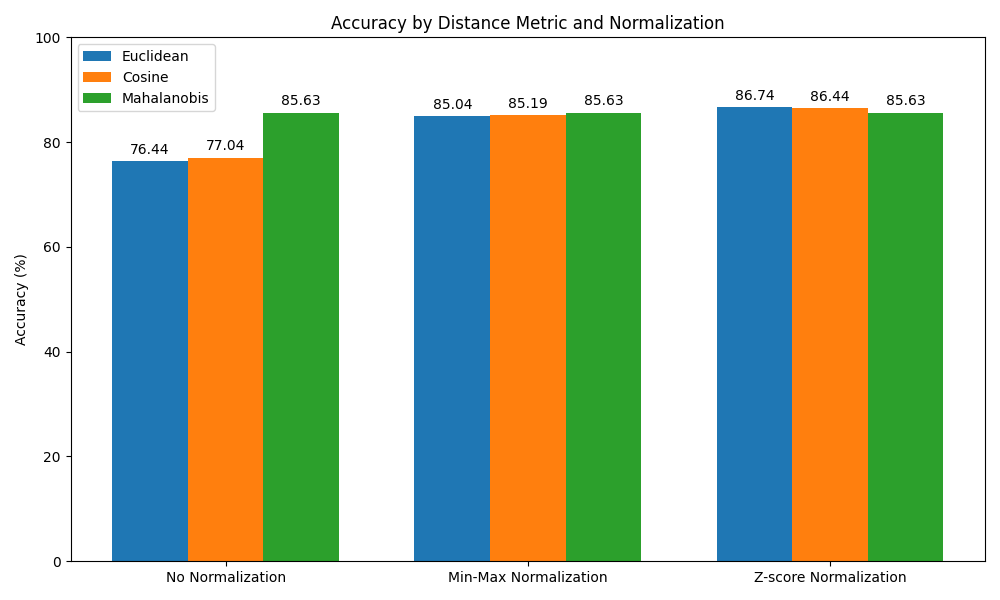 Accuracy by Distance Metric and Normalization
100
80
60
40
20
0
Accuracy (%)
Euclidean
Cosine
Mahalanobis
76.44 77.04 85.63
85.04 85.19 85.63
86.74 86.44 85.63
No Normalization Min-Max Normalization Z-score Normalization